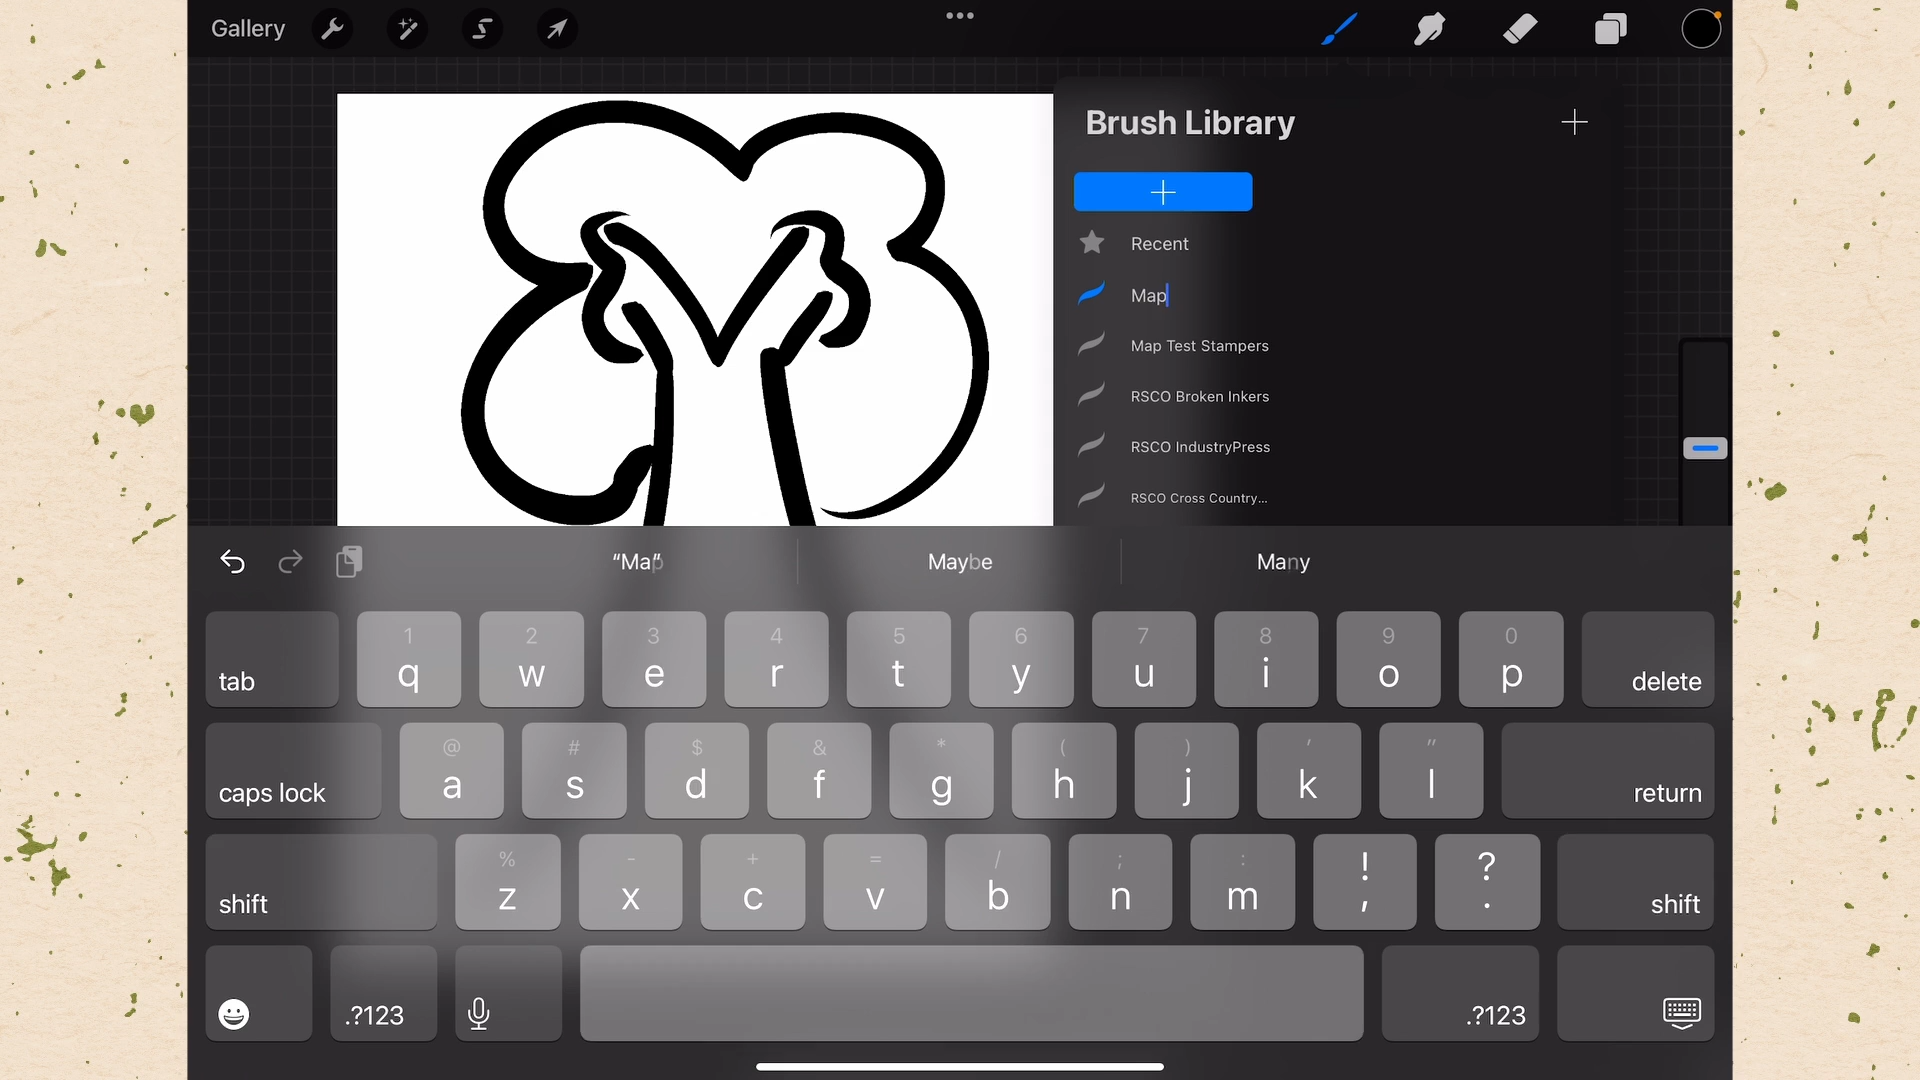 Gallery
Brush Library
Recent
Map
Map Test Stampers
RSCO Broken Inkers
RSCO IndustryPress
RSCO Cross Country...
“Map” Maybe Many
1 2 3 4 5 6 7 8 9 0
tab q w e r t y u i o p delete
@ # $ & * ( ) ' "
caps lock a s d f g h j k l return
% - + = / ; : ! ?
shift z x c v b n m , . shift
.?123 .?123